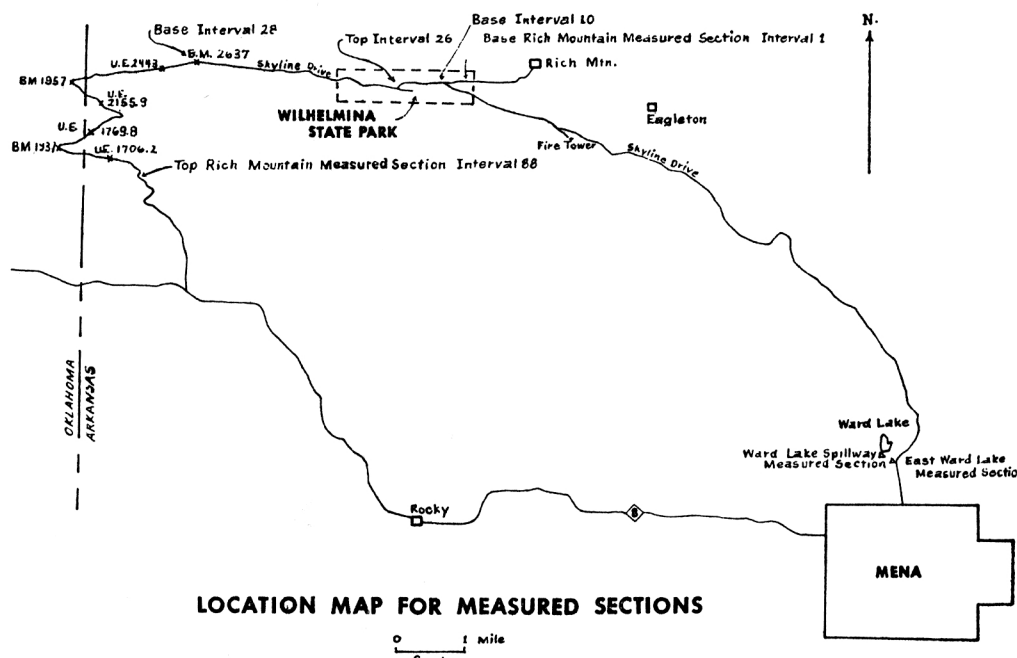 Base Interval 28
B.M. 2637
U.E. 2443
BM 1957
U.E. 2155.9
U.E. 1769.8
U.E. 1706.2
Top Rich Mountain Measured Section Interval 88
Skyline Drive
Top Interval 26
Base Interval 10
Base Rich Mountain Measured Section Interval 1
Rich Mtn.
N.
WILHELMINA
STATE PARK
Eagleton
Fire Tower
Skyline Drive
OKLAHOMA
ARKANSAS
Ward Lake
Ward Lake Spillway
Measured Section
East Ward Lake
Measured Sectio
Rocky
8
MENA
LOCATION MAP FOR MEASURED SECTIONS
0 1 Mile